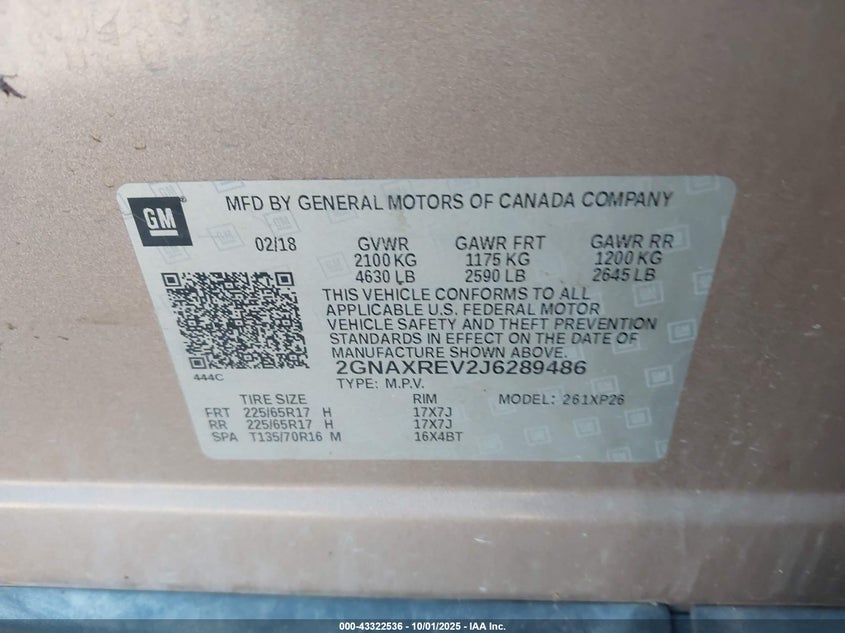 GM
MFD BY GENERAL MOTORS OF CANADA COMPANY
02/18 GVWR GAWR FRT GAWR RR
2100 KG 1175 KG 1200 KG
4630 LB 2590 LB 2645 LB
THIS VEHICLE CONFORMS TO ALL
APPLICABLE U.S. FEDERAL MOTOR
VEHICLE SAFETY AND THEFT PREVENTION
STANDARDS IN EFFECT ON THE DATE OF
MANUFACTURE SHOWN ABOVE.
444C 2GNAXREV2J6289486
TYPE: M.P.V.
TIRE SIZE RIM MODEL: 261XP26
FRT 225/65R17 H 17X7J
RR 225/65R17 H 17X7J
SPA T135/70R16 M 16X4BT
000-43322536 - 10/01/2025 - IAA Inc.